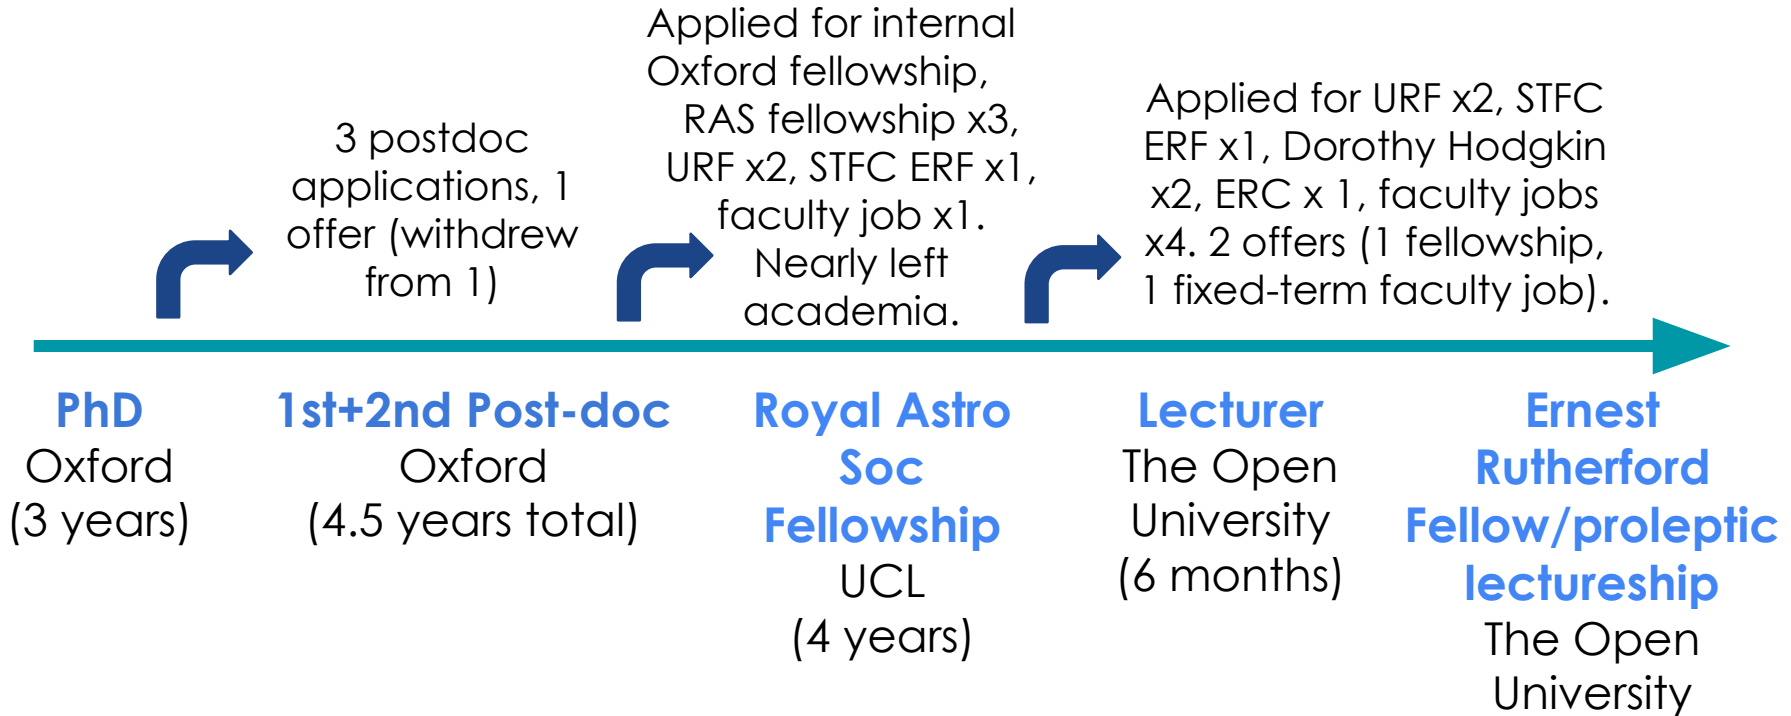 3 postdoc
applications, 1
offer (withdrew
from 1)
Applied for internal
Oxford fellowship,
RAS fellowship x3,
URF x2, STFC ERF x1,
faculty job x1.
Nearly left
academia.
Applied for URF x2, STFC
ERF x1, Dorothy Hodgkin
x2, ERC x 1, faculty jobs
x4. 2 offers (1 fellowship,
1 fixed-term faculty job).
PhD
Oxford
(3 years)
1st+2nd Post-doc
Oxford
(4.5 years total)
Royal Astro
Soc
Fellowship
UCL
(4 years)
Lecturer
The Open
University
(6 months)
Ernest
Rutherford
Fellow/proleptic
lectureship
The Open
University